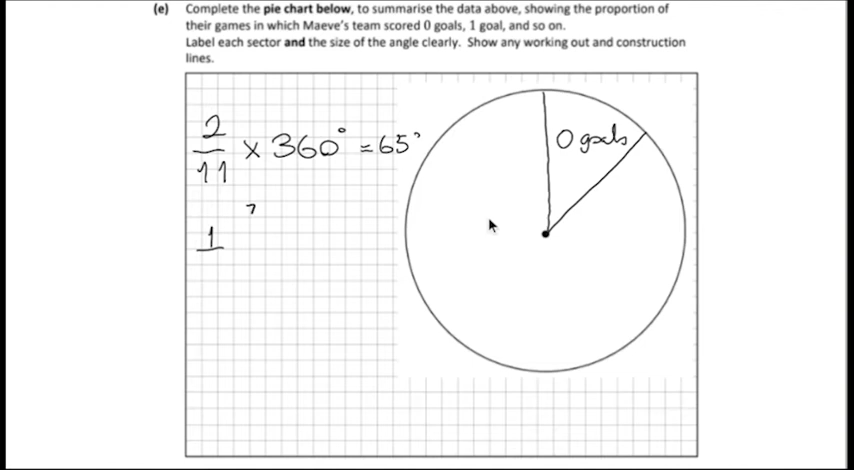 (e) Complete the pie chart below, to summarise the data above, showing the proportion of
their games in which Maeve's team scored 0 goals, 1 goal, and so on.
Label each sector and the size of the angle clearly. Show any working out and construction
lines.
2/11 × 360° = 65°
0 goals
1